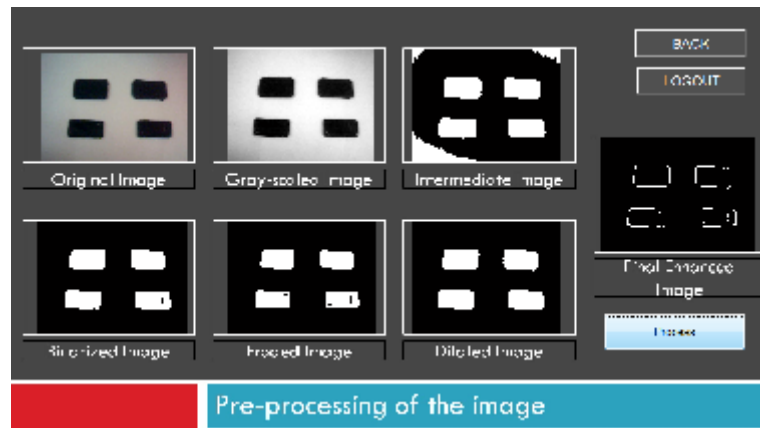 BACK
LOGOUT
Original Image
Gray-scaled Image
Intermediate Image
Final Enhanced
Image
Binarized Image
Eroded Image
Dilated Image
Process
Pre-processing of the image